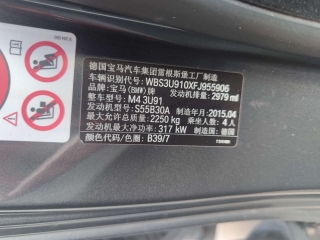 德国宝马汽车集团雷根斯堡工厂制造
车辆识别代号: WBS3U910XFJ955906
品牌: 宝马(BMW)牌 发动机排量: 2979 ml
整车型号: M4 3U91
发动机型号: S55B30A 制造年月: 2015.04
最大允许总质量: 2250 kg 乘坐人数: 4人
发动机最大净功率: 317 kW 制造国: 德国
颜色代码/色圈: B39/7